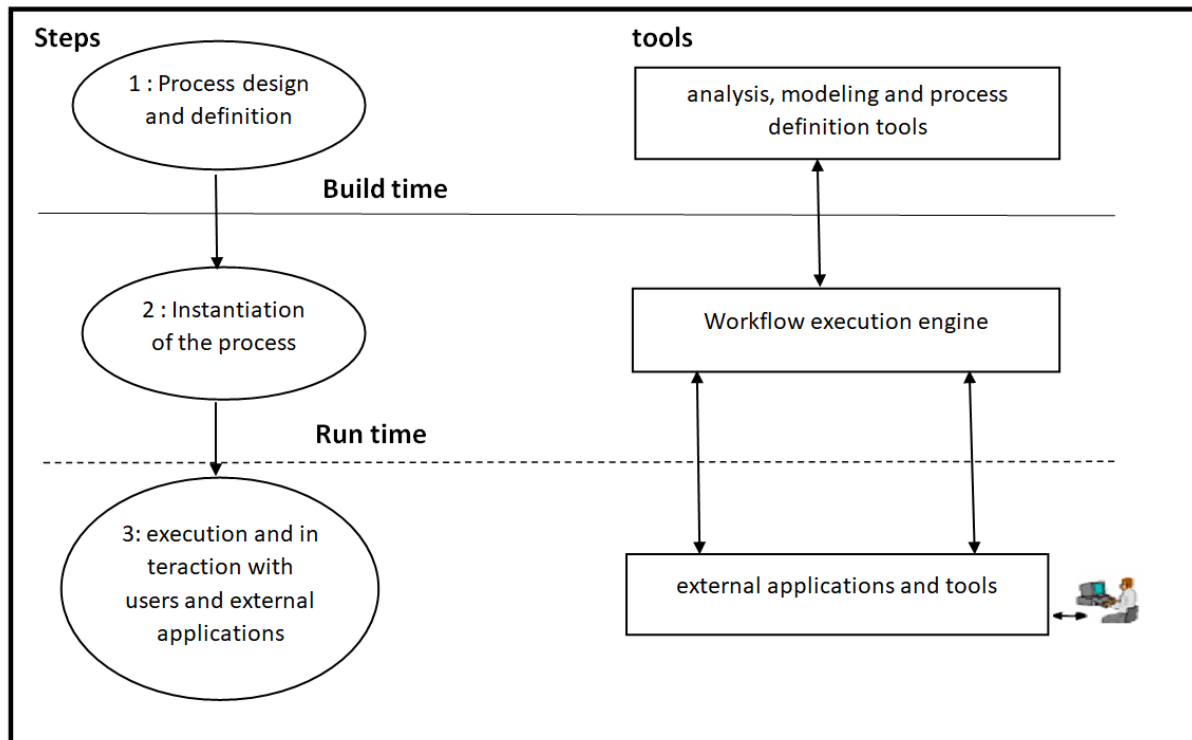 Steps
tools
1 : Process design
and definition
analysis, modeling and process
definition tools
Build time
2 : Instantiation
of the process
Workflow execution engine
Run time
3: execution and in
teraction with
users and external
applications
external applications and tools